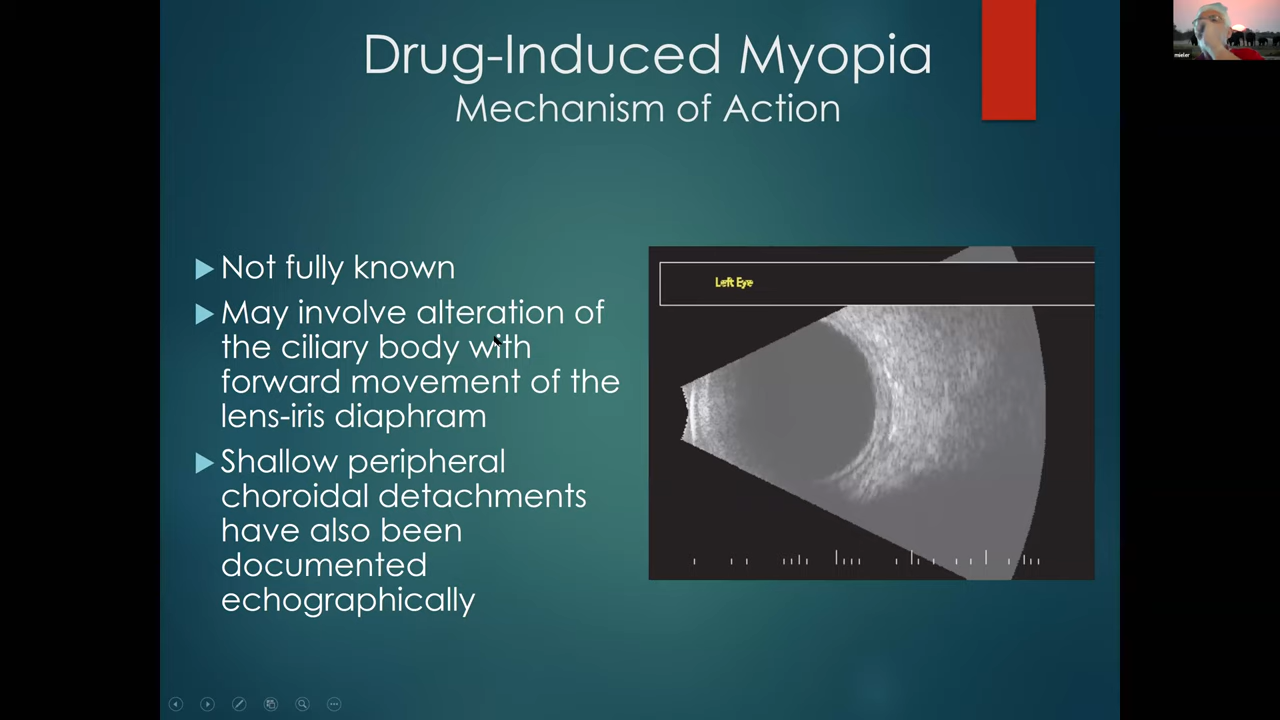 Drug-Induced Myopia
Mechanism of Action
Not fully known
May involve alteration of
the ciliary body with
forward movement of the
lens-iris diaphram
Shallow peripheral
choroidal detachments
have also been
documented
echographically
Left Eye
mieler